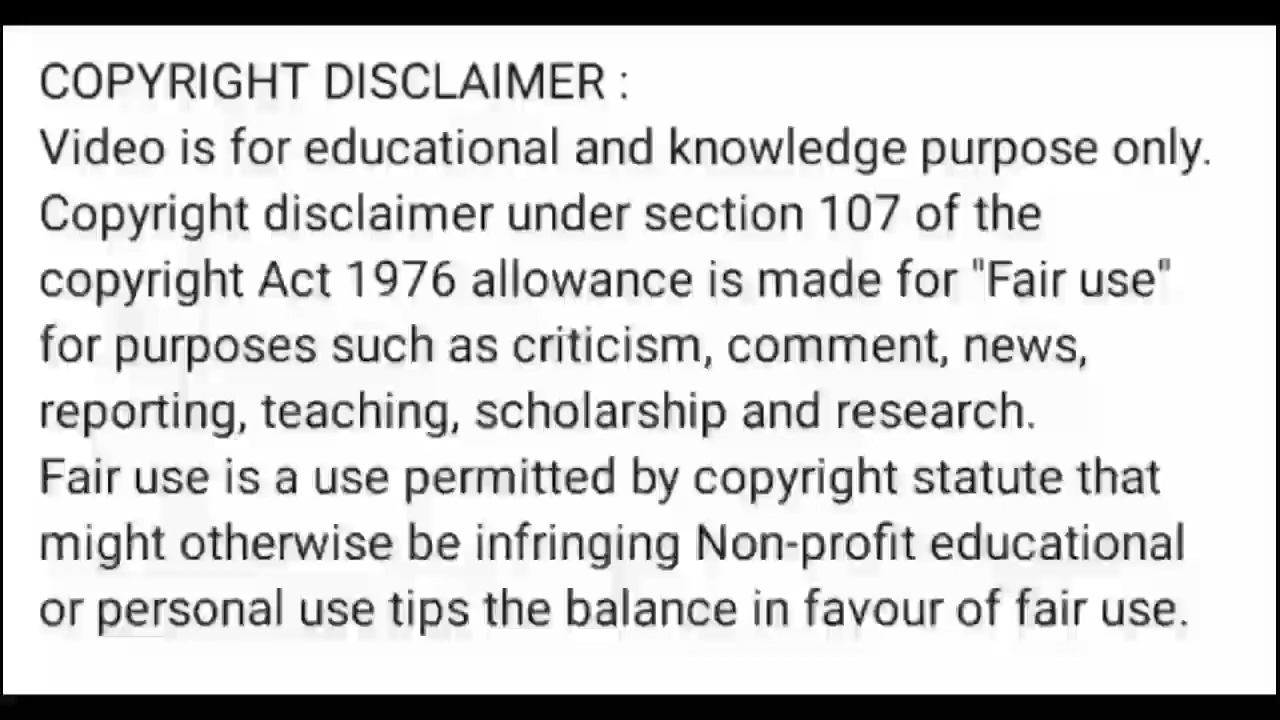 COPYRIGHT DISCLAIMER :
Video is for educational and knowledge purpose only.
Copyright disclaimer under section 107 of the
copyright Act 1976 allowance is made for "Fair use"
for purposes such as criticism, comment, news,
reporting, teaching, scholarship and research.
Fair use is a use permitted by copyright statute that
might otherwise be infringing Non-profit educational
or personal use tips the balance in favour of fair use.